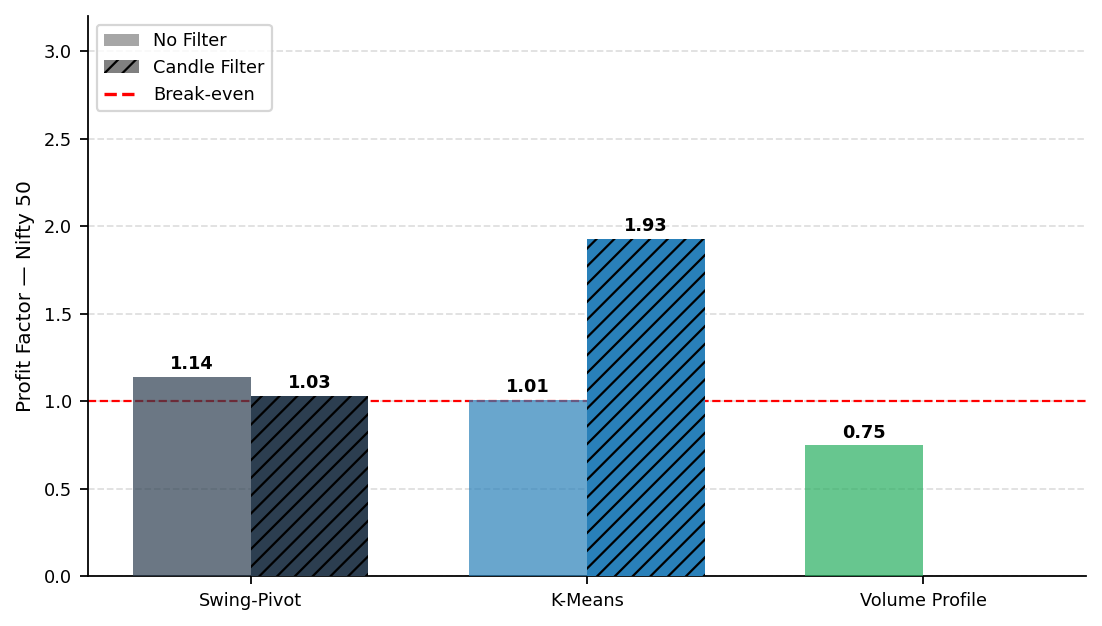 No Filter
Candle Filter
Break-even
Profit Factor — Nifty 50
3.0
2.5
2.0
1.5
1.0
0.5
0.0
1.14
1.03
1.01
1.93
0.75
Swing-Pivot
K-Means
Volume Profile